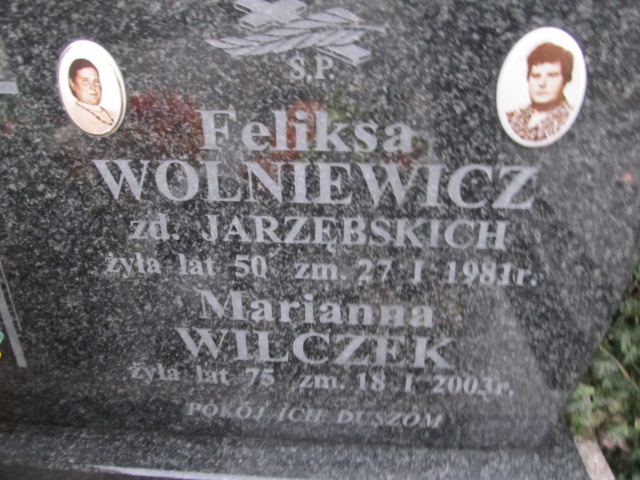 Ś.P.
Feliksa
WOLNIEWICZ
zd. JARZĘBSKICH
żyła lat 50 zm. 27 I 1981r.
Marianna
WILCZEK
żyła lat 75 zm. 18 I 2003r.
POKÓJ ICH DUSZOM